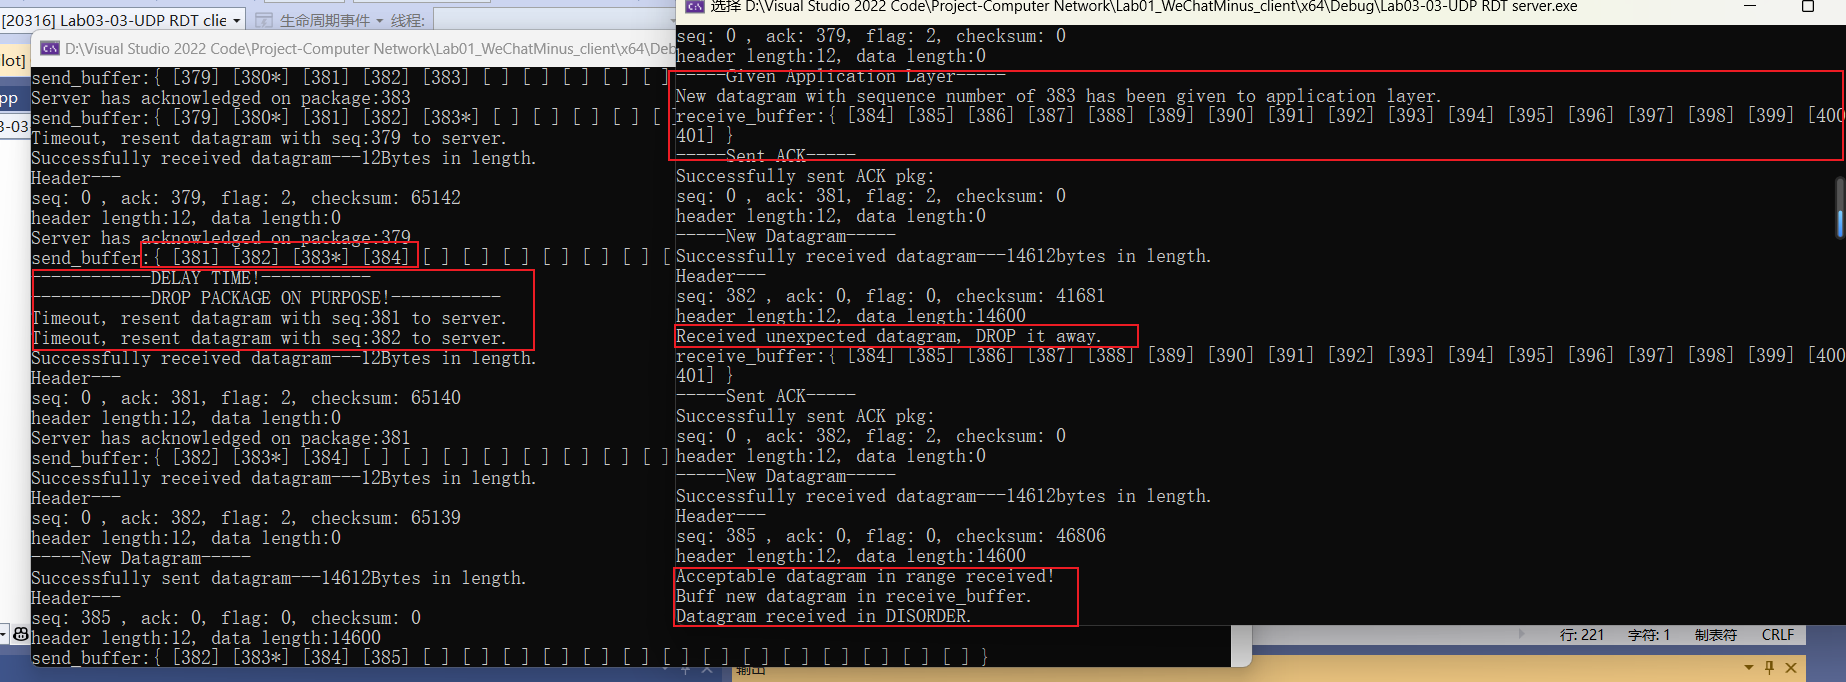 [20316] Lab03-03-UDP RDT clie
生命周期事件
线程:
lot]
pp
3-03
D:\Visual Studio 2022 Code\Project-Computer Network\Lab01_WeChatMinus_client\x64\Deb
send_buffer:{ [379] [380*] [381] [382] [383] [ ] [ ] [ ] [ ] [ ]
Server has acknowledged on package:383
send_buffer:{ [379] [380*] [381] [382] [383*] [ ] [ ] [ ] [ ] [
Timeout, resent datagram with seq:379 to server.
Successfully received datagram---12Bytes in length.
Header---
seq: 0 , ack: 379, flag: 2, checksum: 65142
header length:12, data length:0
Server has acknowledged on package:379
send_buffer:{ [381] [382] [383*] [384] [ ] [ ] [ ] [ ] [ ] [ ] [
------------DELAY TIME!-----------
------------DROP PACKAGE ON PURPOSE!-----------
Timeout, resent datagram with seq:381 to server.
Timeout, resent datagram with seq:382 to server.
Successfully received datagram---12Bytes in length.
Header---
seq: 0 , ack: 381, flag: 2, checksum: 65140
header length:12, data length:0
Server has acknowledged on package:381
send_buffer:{ [382] [383*] [384] [ ] [ ] [ ] [ ] [ ] [ ] [ ] [ ]
Successfully received datagram---12Bytes in length.
Header---
seq: 0 , ack: 382, flag: 2, checksum: 65139
header length:12, data length:0
-----New Datagram-----
Successfully sent datagram---14612Bytes in length.
Header---
seq: 385 , ack: 0, flag: 0, checksum: 0
header length:12, data length:14600
send_buffer:{ [382] [383*] [384] [385] [ ] [ ] [ ] [ ] [ ] [ ] [ ] [ ] [ ] [ ] [ ] [ ] [ ] [ ] }
选择 D:\Visual Studio 2022 Code\Project-Computer Network\Lab01_WeChatMinus_client\x64\Debug\Lab03-03-UDP RDT server.exe
seq: 0 , ack: 379, flag: 2, checksum: 0
header length:12, data length:0
-----Given Application Layer-----
New datagram with sequence number of 383 has been given to application layer.
receive_buffer:{ [384] [385] [386] [387] [388] [389] [390] [391] [392] [393] [394] [395] [396] [397] [398] [399] [400
401] }
-----Sent ACK-----
Successfully sent ACK pkg:
seq: 0 , ack: 381, flag: 2, checksum: 0
header length:12, data length:0
-----New Datagram-----
Successfully received datagram---14612bytes in length.
Header---
seq: 382 , ack: 0, flag: 0, checksum: 41681
header length:12, data length:14600
Received unexpected datagram, DROP it away.
receive_buffer:{ [384] [385] [386] [387] [388] [389] [390] [391] [392] [393] [394] [395] [396] [397] [398] [399] [400
401] }
-----Sent ACK-----
Successfully sent ACK pkg:
seq: 0 , ack: 382, flag: 2, checksum: 0
header length:12, data length:0
-----New Datagram-----
Successfully received datagram---14612bytes in length.
Header---
seq: 385 , ack: 0, flag: 0, checksum: 46806
header length:12, data length:14600
Acceptable datagram in range received!
Buff new datagram in receive_buffer.
Datagram received in DISORDER.
行: 221 字符: 1 制表符 CRLF
输出